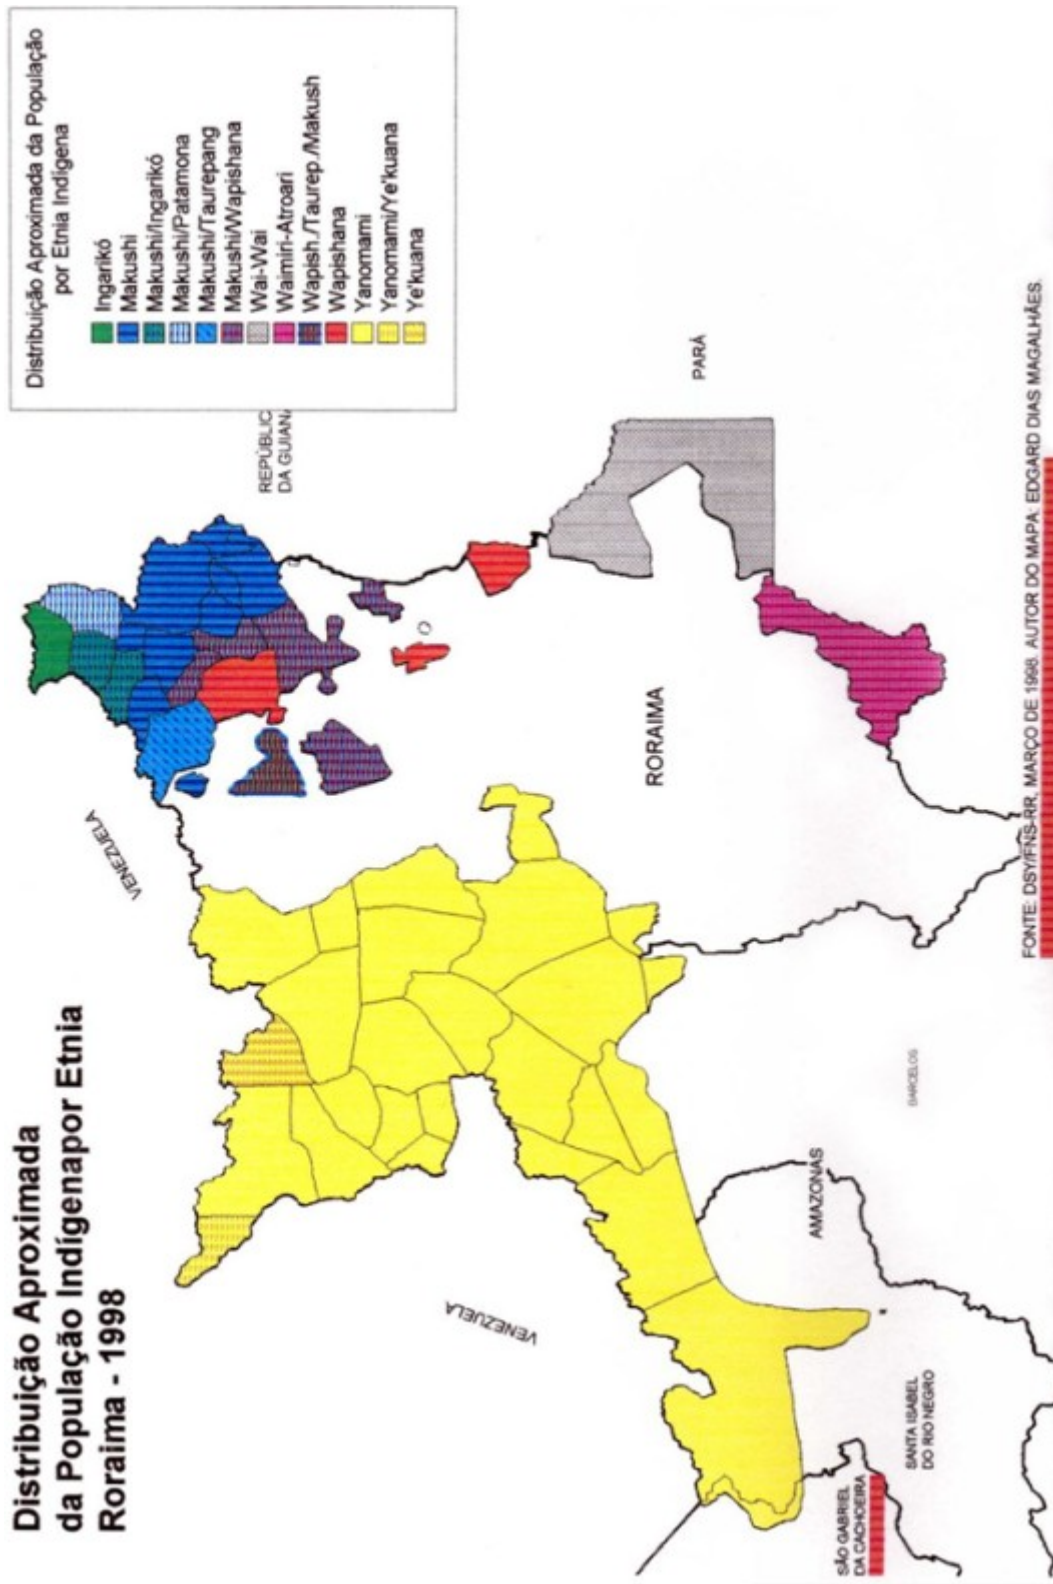 Distribuição Aproximada
da População Indígenapor Etnia
Roraima - 1998
Distribuição Aproximada da População
por Etnia Indígena
Ingarikó
Makushi
Makushi/Ingarikó
Makushi/Patamona
Makushi/Taurepang
Makushi/Wapishana
Wai-Wai
Waimiri-Atroari
Wapish./Taurep./Makush
Wapishana
Yanomami
Yanomami/Ye'kuana
Ye'kuana
VENEZUELA
REPÚBLIC
DA GUIANA
VENEZUELA
RORAIMA
PARÁ
AMAZONAS
BARCELOS
SÃO GABRIEL
DA CACHOEIRA
SANTA ISABEL
DO RIO NEGRO
FONTE: DSY/FNS-RR, MARÇO DE 1998. AUTOR DO MAPA: EDGARD DIAS MAGALHÃES.